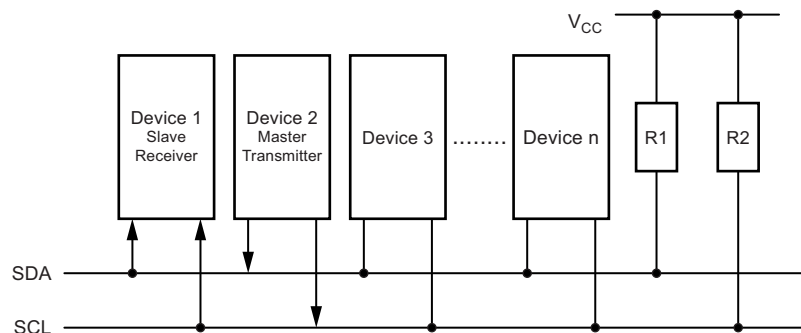 V_CC
Device 1
Slave
Receiver
Device 2
Master
Transmitter
Device 3
........
Device n
R1
R2
SDA
SCL